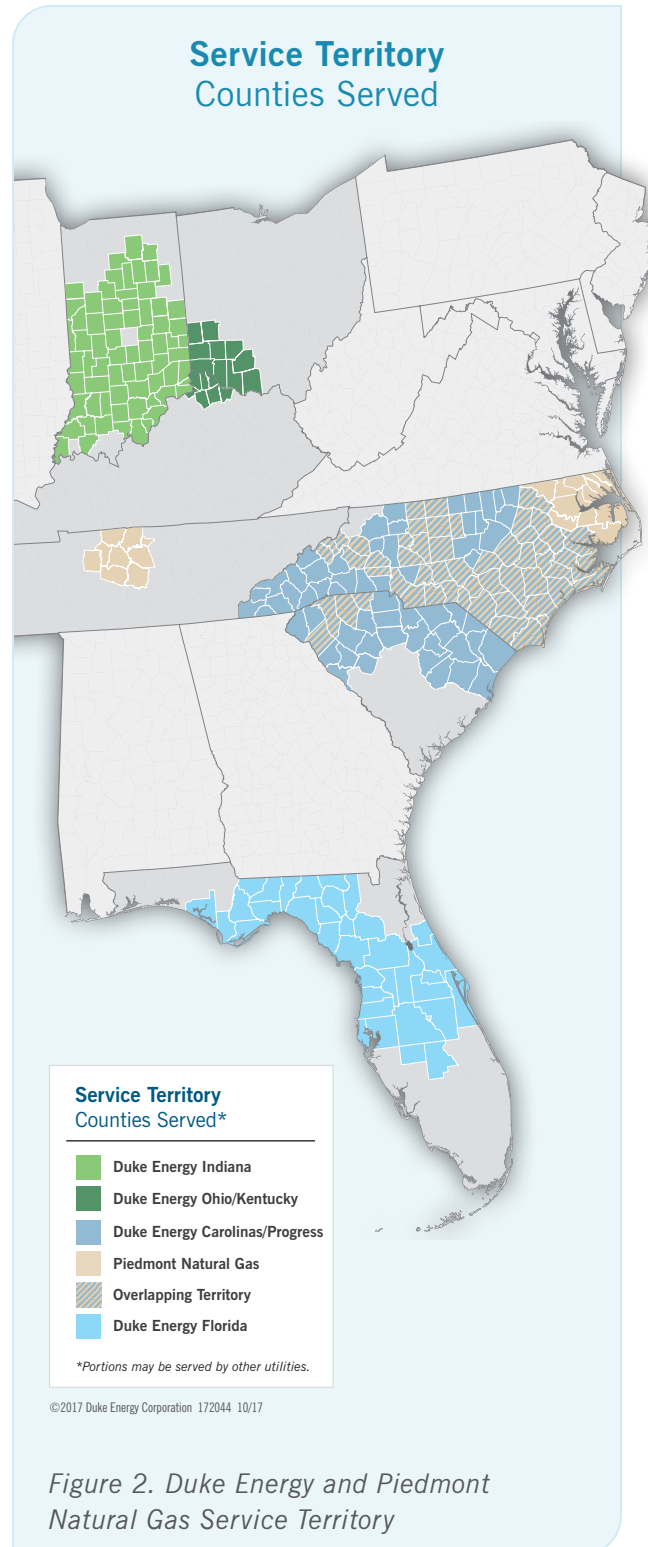 Service Territory
Counties Served
Service Territory
Counties Served*
Duke Energy Indiana
Duke Energy Ohio/Kentucky
Duke Energy Carolinas/Progress
Piedmont Natural Gas
Overlapping Territory
Duke Energy Florida
*Portions may be served by other utilities.
©2017 Duke Energy Corporation 172044 10/17
Figure 2. Duke Energy and Piedmont
Natural Gas Service Territory